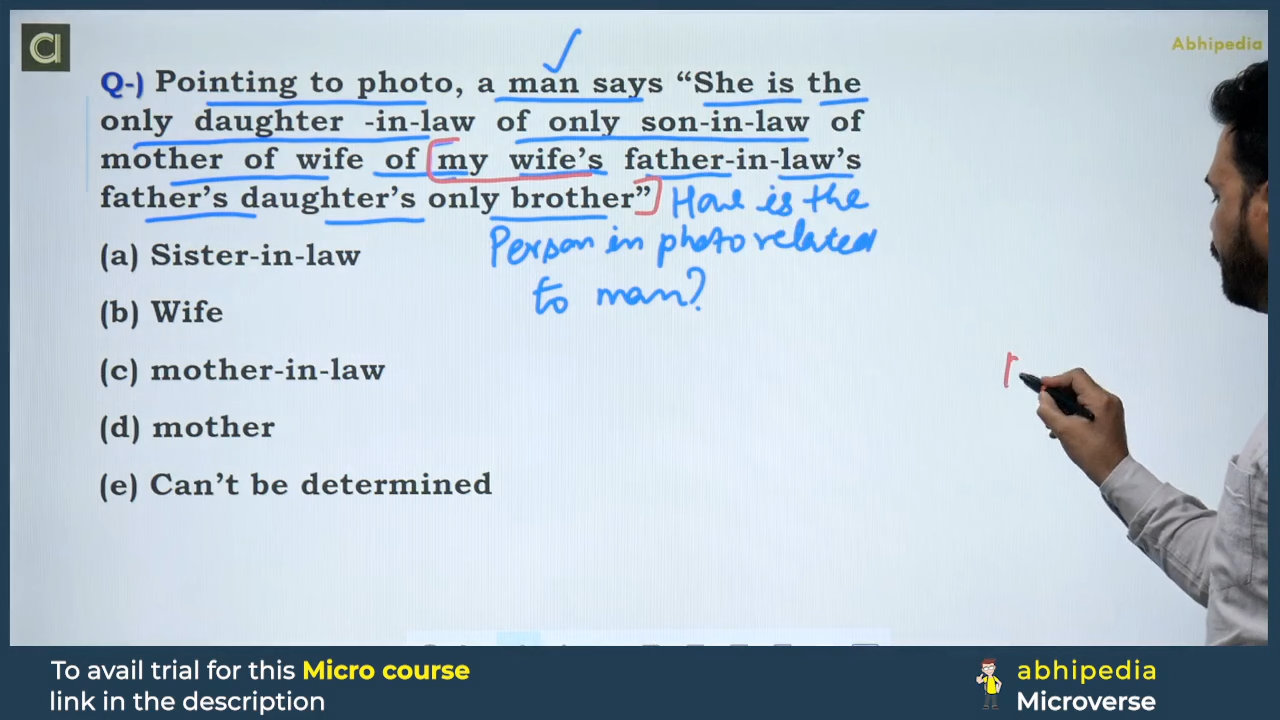 Abhipedia
Q-) Pointing to photo, a man says “She is the
only daughter -in-law of only son-in-law of
mother of wife of my wife’s father-in-law’s
father’s daughter’s only brother” How is the
Person in photo related
to man?
(a) Sister-in-law
(b) Wife
(c) mother-in-law
(d) mother
(e) Can’t be determined
To avail trial for this Micro course
link in the description
abhipedia
Microverse